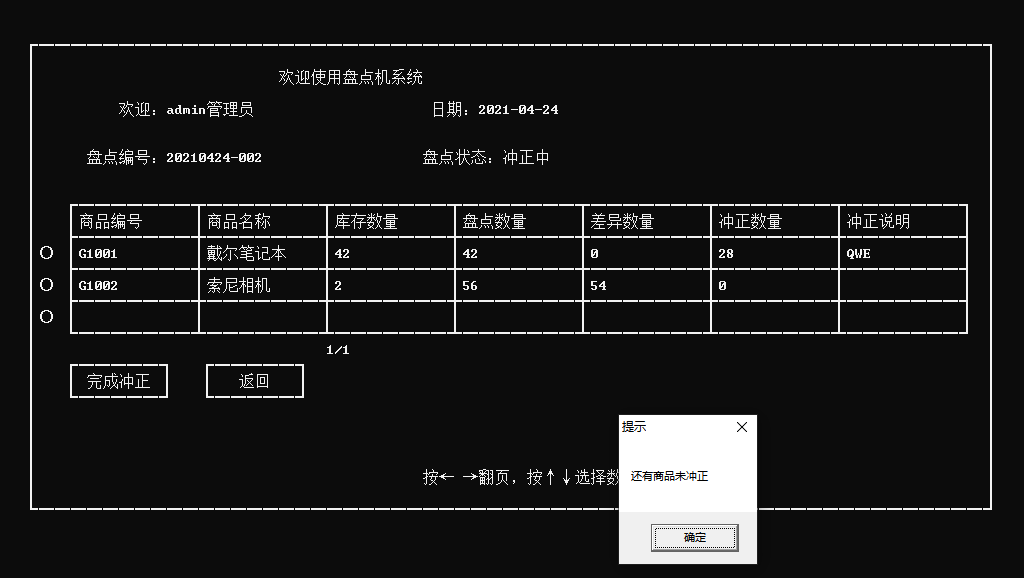 欢迎使用盘点机系统
欢迎：admin管理员 日期：2021-04-24
盘点编号：20210424-002 盘点状态：冲正中
商品编号 商品名称 库存数量 盘点数量 差异数量 冲正数量 冲正说明
G1001 戴尔笔记本 42 42 0 28 QWE
G1002 索尼相机 2 56 54 0
1/1
完成冲正 返回
提示
还有商品未冲正
按← →翻页，按↑↓选择数
确定